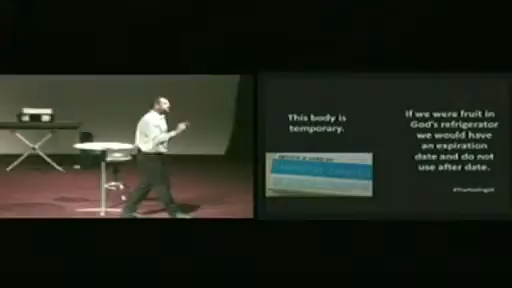 This body is
temporary.
If we were fruit in
God's refrigerator
we would have
an expiration
date and do not
use after date.